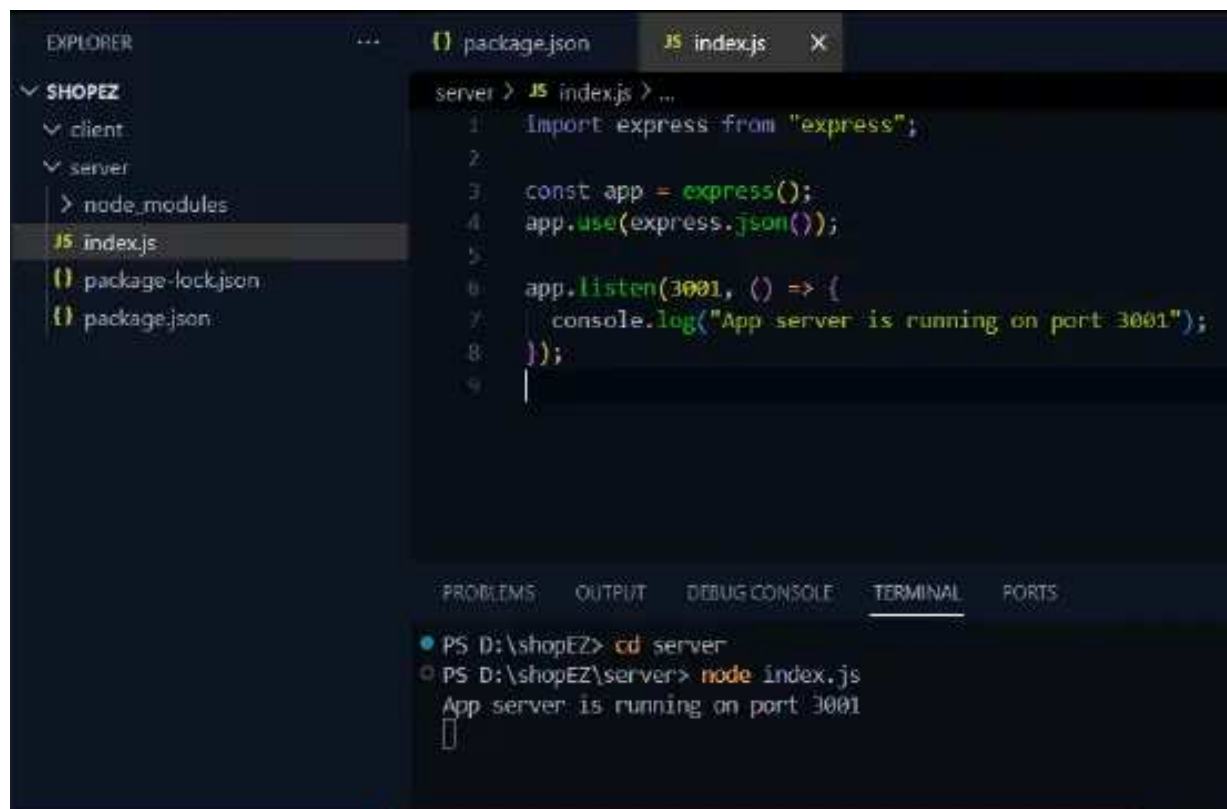 EXPLORER ...
SHOPEZ
client
server
node_modules
JS index.js
{} package-lock.json
{} package.json
{} package.json JS index.js ×
server > JS index.js > ...
1 import express from "express";
2
3 const app = express();
4 app.use(express.json());
5
6 app.listen(3001, () => {
7 console.log("App server is running on port 3001");
8 });
9
PROBLEMS OUTPUT DEBUG CONSOLE TERMINAL PORTS
PS D:\shopEZ> cd server
PS D:\shopEZ\server> node index.js
App server is running on port 3001